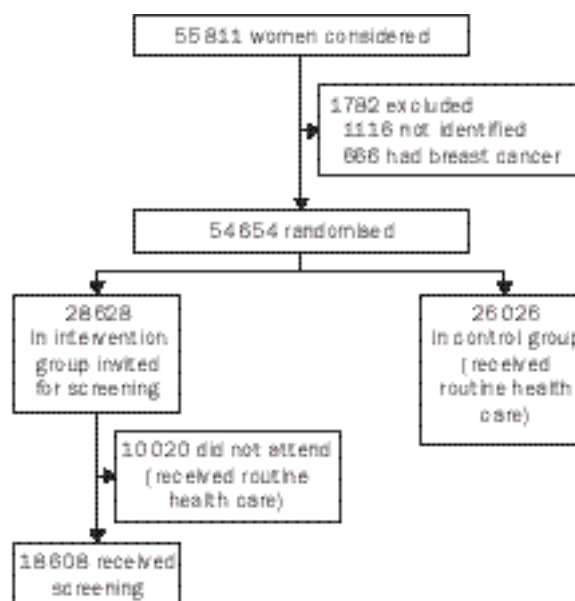 55811 women considered
1782 excluded
1116 not identified
666 had breast cancer
54654 randomised
28628
In intervention
group invited
for screening
26026
In control group
(received
routine health
care)
10020 did not attend
(received routine
health care)
18608 received
screening